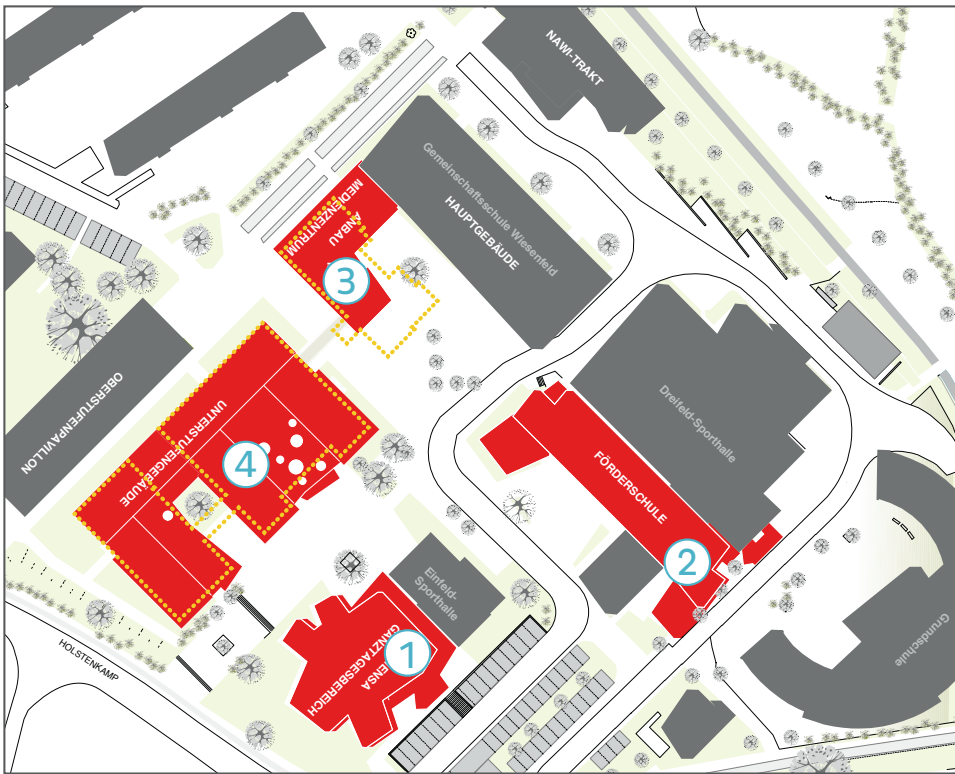 NAWI-TRAKT
Gemeinschaftsschule Wiesenfeld
HAUPTGEBÄUDE
ANBAU
MEDIENZENTRUM
3
OBERSTUFENPAVILLON
UNTERSTUFENGEBÄUDE
4
Dreifeld-Sporthalle
FÖRDERSCHULE
2
Einfeld-
Sporthalle
MENSA
GANZTAGESBEREICH
1
Grundschule
HOLSTENKAMP